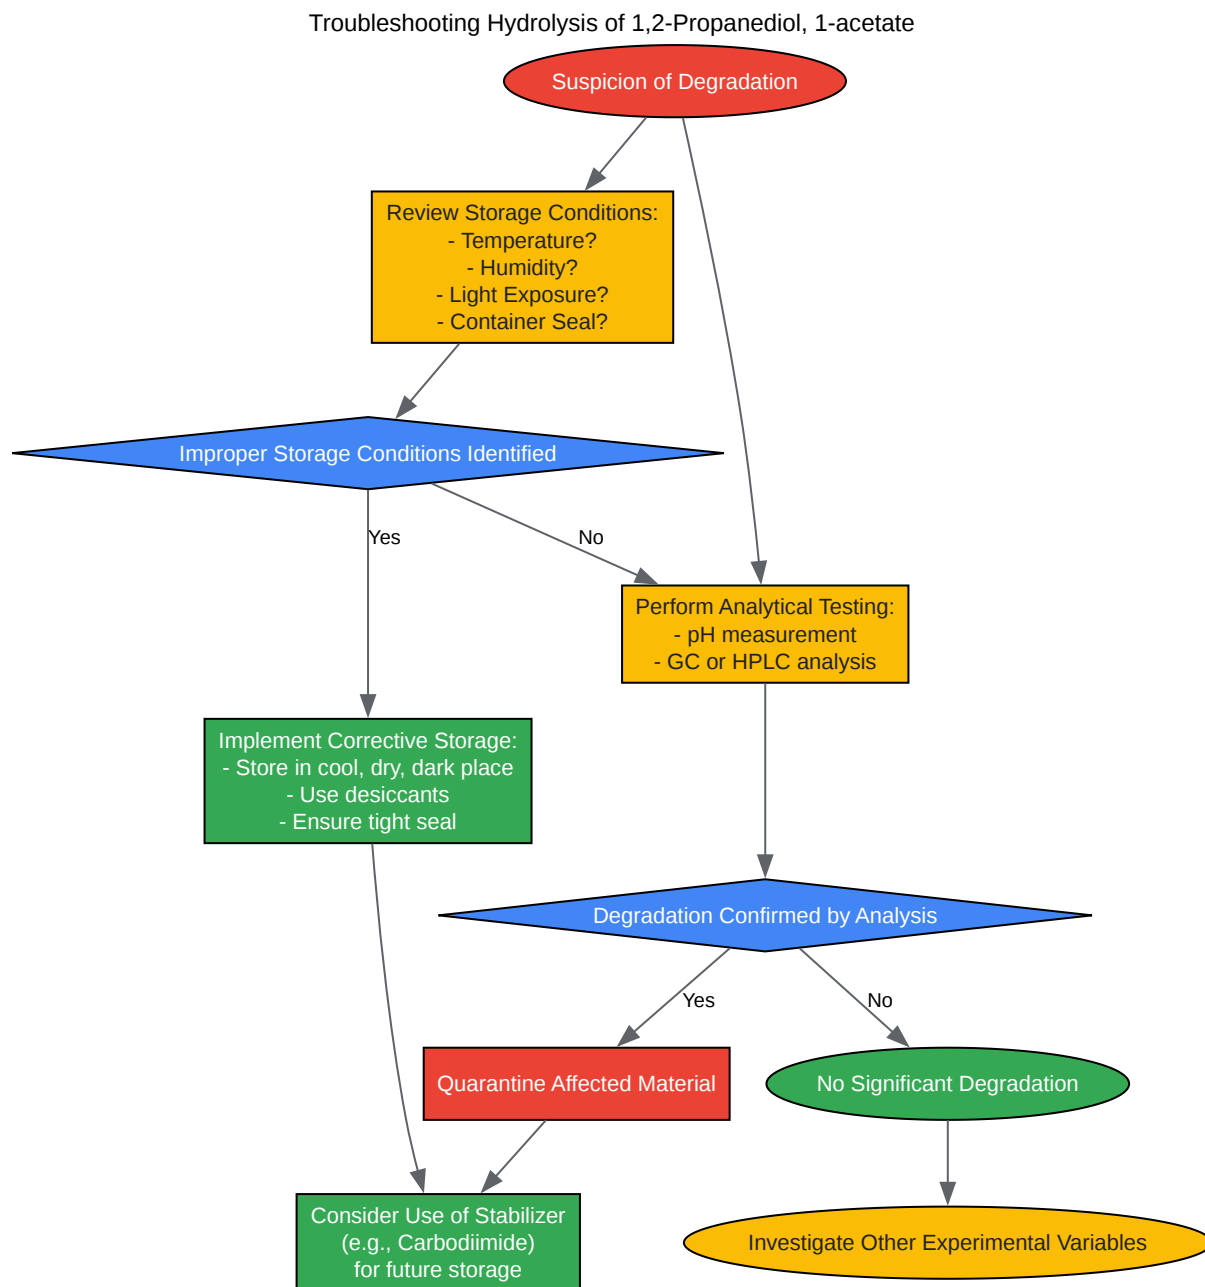 Troubleshooting Hydrolysis of 1,2-Propanediol, 1-acetate
Suspicion of Degradation
Review Storage Conditions:
- Temperature?
- Humidity?
- Light Exposure?
- Container Seal?
Improper Storage Conditions Identified
Yes
No
Perform Analytical Testing:
- pH measurement
- GC or HPLC analysis
Implement Corrective Storage:
- Store in cool, dry, dark place
- Use desiccants
- Ensure tight seal
Degradation Confirmed by Analysis
Yes
No
Quarantine Affected Material
No Significant Degradation
Consider Use of Stabilizer
(e.g., Carbodiimide)
for future storage
Investigate Other Experimental Variables